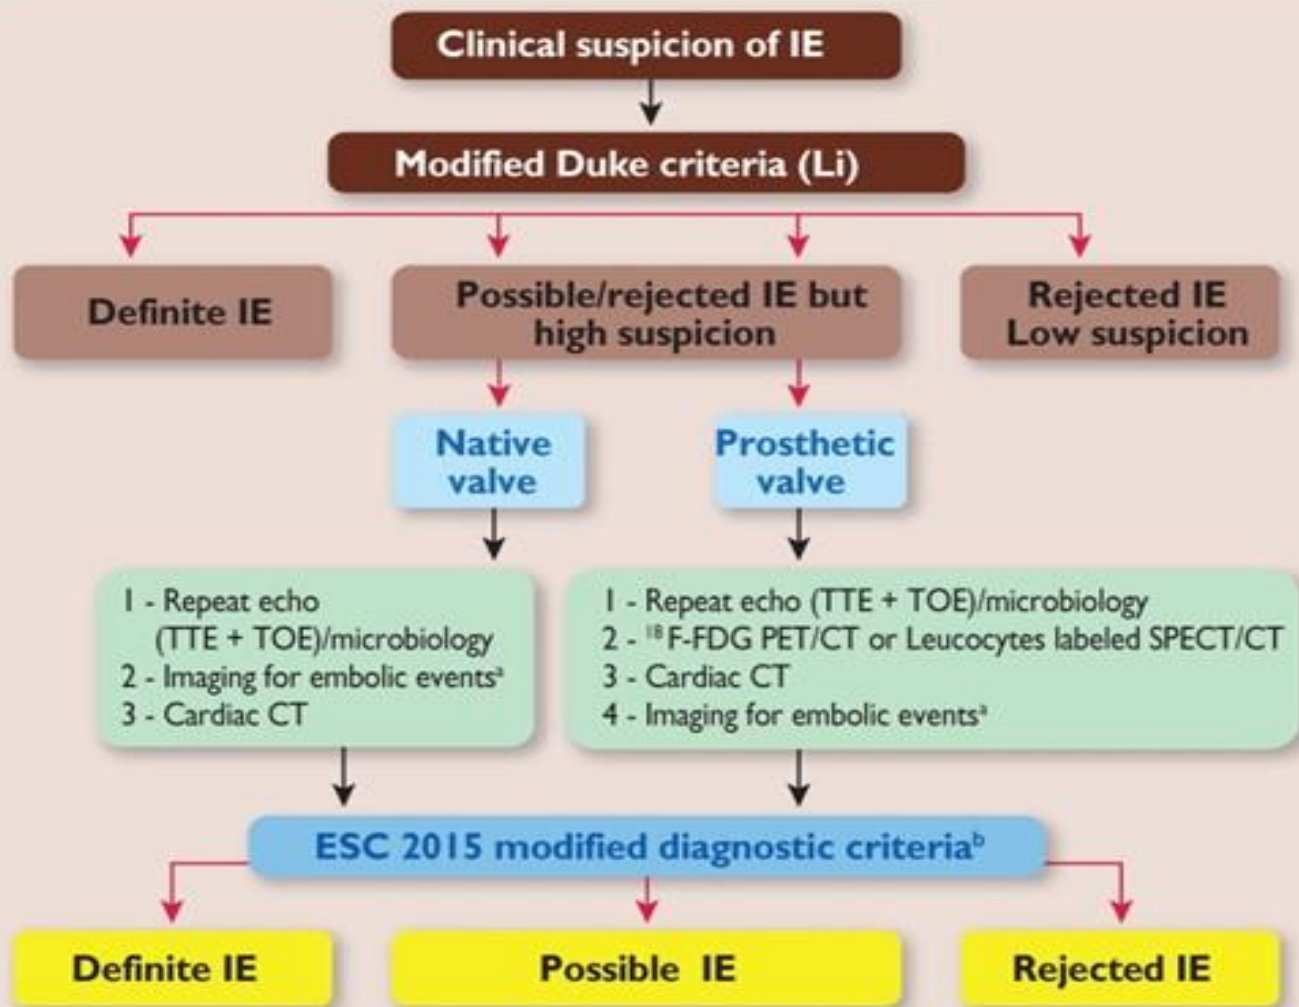 Clinical suspicion of IE
Modified Duke criteria (Li)
Definite IE
Possible/rejected IE but
high suspicion
Rejected IE
Low suspicion
Native
valve
Prosthetic
valve
1 - Repeat echo
(TTE + TOE)/microbiology
2 - Imaging for embolic eventsᵃ
3 - Cardiac CT
1 - Repeat echo (TTE + TOE)/microbiology
2 - ¹⁸F-FDG PET/CT or Leucocytes labeled SPECT/CT
3 - Cardiac CT
4 - Imaging for embolic eventsᵃ
ESC 2015 modified diagnostic criteriaᵇ
Definite IE
Possible IE
Rejected IE